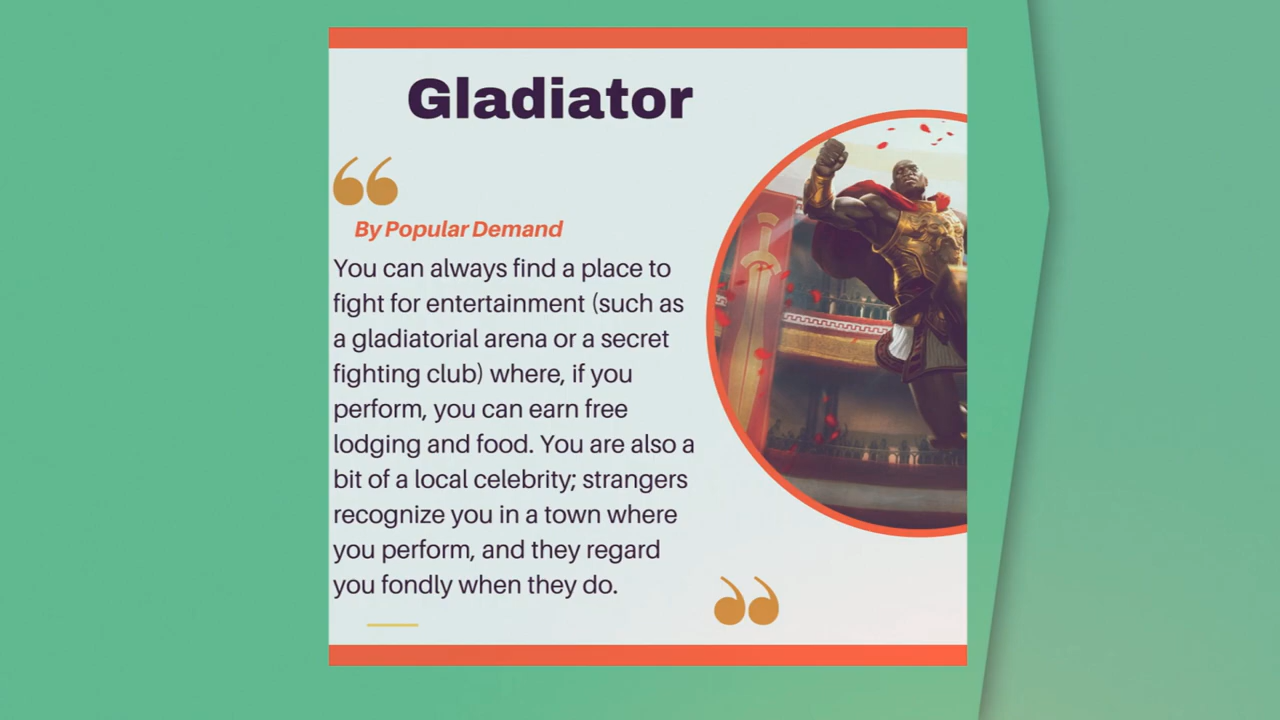 Gladiator
“
By Popular Demand
You can always find a place to
fight for entertainment (such as
a gladiatorial arena or a secret
fighting club) where, if you
perform, you can earn free
lodging and food. You are also a
bit of a local celebrity; strangers
recognize you in a town where
you perform, and they regard
you fondly when they do.
”